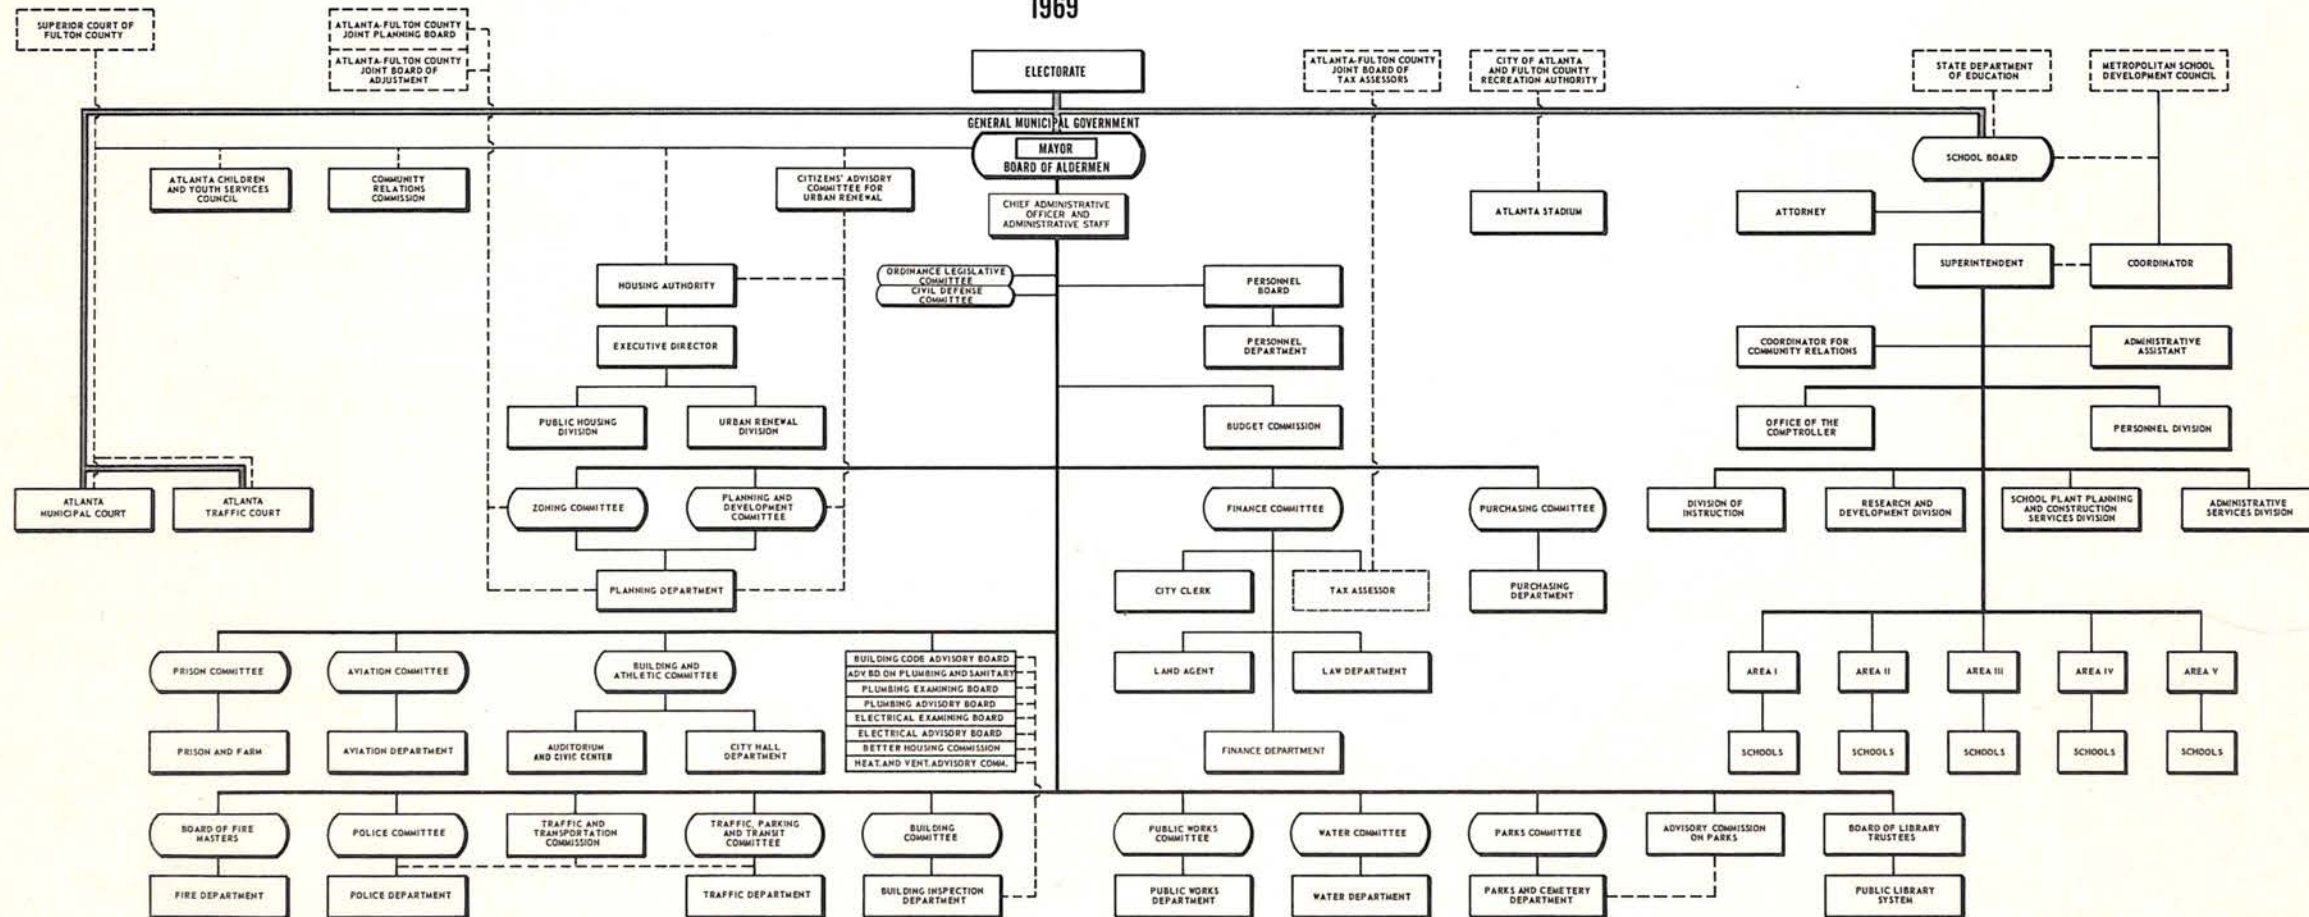 1969
SUPERIOR COURT OF
FULTON COUNTY
ATLANTA-FULTON COUNTY
JOINT PLANNING BOARD
ATLANTA-FULTON COUNTY
JOINT BOARD OF
ADJUSTMENT
ELECTORATE
ATLANTA-FULTON COUNTY
JOINT BOARD OF
TAX ASSESSORS
CITY OF ATLANTA
AND FULTON COUNTY
RECREATION AUTHORITY
STATE DEPARTMENT
OF EDUCATION
METROPOLITAN SCHOOL
DEVELOPMENT COUNCIL
GENERAL MUNICIPAL GOVERNMENT
MAYOR
BOARD OF ALDERMEN
SCHOOL BOARD
ATLANTA CHILDREN
AND YOUTH SERVICES
COUNCIL
COMMUNITY
RELATIONS
COMMISSION
CITIZENS' ADVISORY
COMMITTEE FOR
URBAN RENEWAL
CHIEF ADMINISTRATIVE
OFFICER AND
ADMINISTRATIVE STAFF
ATLANTA STADIUM
ATTORNEY
HOUSING AUTHORITY
ORDINANCE LEGISLATIVE
COMMITTEE
CIVIL DEFENSE
COMMITTEE
PERSONNEL
BOARD
SUPERINTENDENT
COORDINATOR
EXECUTIVE DIRECTOR
PERSONNEL
DEPARTMENT
COORDINATOR FOR
COMMUNITY RELATIONS
ADMINISTRATIVE
ASSISTANT
PUBLIC HOUSING
DIVISION
URBAN RENEWAL
DIVISION
BUDGET COMMISSION
OFFICE OF THE
COMPTROLLER
PERSONNEL DIVISION
ATLANTA
MUNICIPAL COURT
ATLANTA
TRAFFIC COURT
ZONING COMMITTEE
PLANNING AND
DEVELOPMENT
COMMITTEE
FINANCE COMMITTEE
PURCHASING COMMITTEE
DIVISION OF
INSTRUCTION
RESEARCH AND
DEVELOPMENT DIVISION
SCHOOL PLANT PLANNING
AND CONSTRUCTION
SERVICES DIVISION
ADMINISTRATIVE
SERVICES DIVISION
PLANNING DEPARTMENT
CITY CLERK
TAX ASSESSOR
PURCHASING
DEPARTMENT
PRISON COMMITTEE
AVIATION COMMITTEE
BUILDING AND
ATHLETIC COMMITTEE
BUILDING CODE ADVISORY BOARD
ADV. BD. ON PLUMBING AND SANITARY
PLUMBING EXAMINING BOARD
PLUMBING ADVISORY BOARD
ELECTRICAL EXAMINING BOARD
ELECTRICAL ADVISORY BOARD
BETTER HOUSING COMMISSION
HEAT. AND VENT. ADVISORY COMM.
LAND AGENT
LAW DEPARTMENT
AREA I
AREA II
AREA III
AREA IV
AREA V
PRISON AND FARM
AVIATION DEPARTMENT
AUDITORIUM
AND CIVIC CENTER
CITY HALL
DEPARTMENT
FINANCE DEPARTMENT
SCHOOLS
SCHOOLS
SCHOOLS
SCHOOLS
SCHOOLS
BOARD OF FIRE
MASTERS
POLICE COMMITTEE
TRAFFIC AND
TRANSPORTATION
COMMISSION
TRAFFIC, PARKING
AND TRANSIT
COMMITTEE
BUILDING
COMMITTEE
PUBLIC WORKS
COMMITTEE
WATER COMMITTEE
PARKS COMMITTEE
ADVISORY COMMISSION
ON PARKS
BOARD OF LIBRARY
TRUSTEES
FIRE DEPARTMENT
POLICE DEPARTMENT
TRAFFIC DEPARTMENT
BUILDING INSPECTION
DEPARTMENT
PUBLIC WORKS
DEPARTMENT
WATER DEPARTMENT
PARKS AND CEMETERY
DEPARTMENT
PUBLIC LIBRARY
SYSTEM